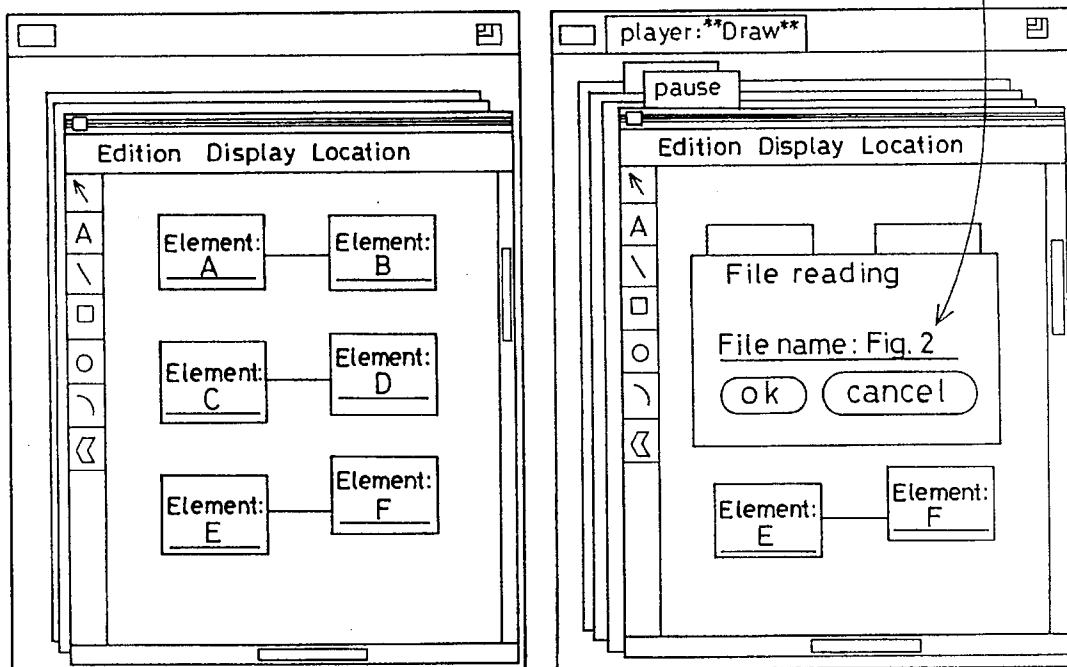 Edition Display Location
A
Element:
A
Element:
B
Element:
C
Element:
D
Element:
E
Element:
F
player:**Draw**
pause
Edition Display Location
A
File reading
File name: Fig. 2
ok cancel
Element:
E
Element:
F